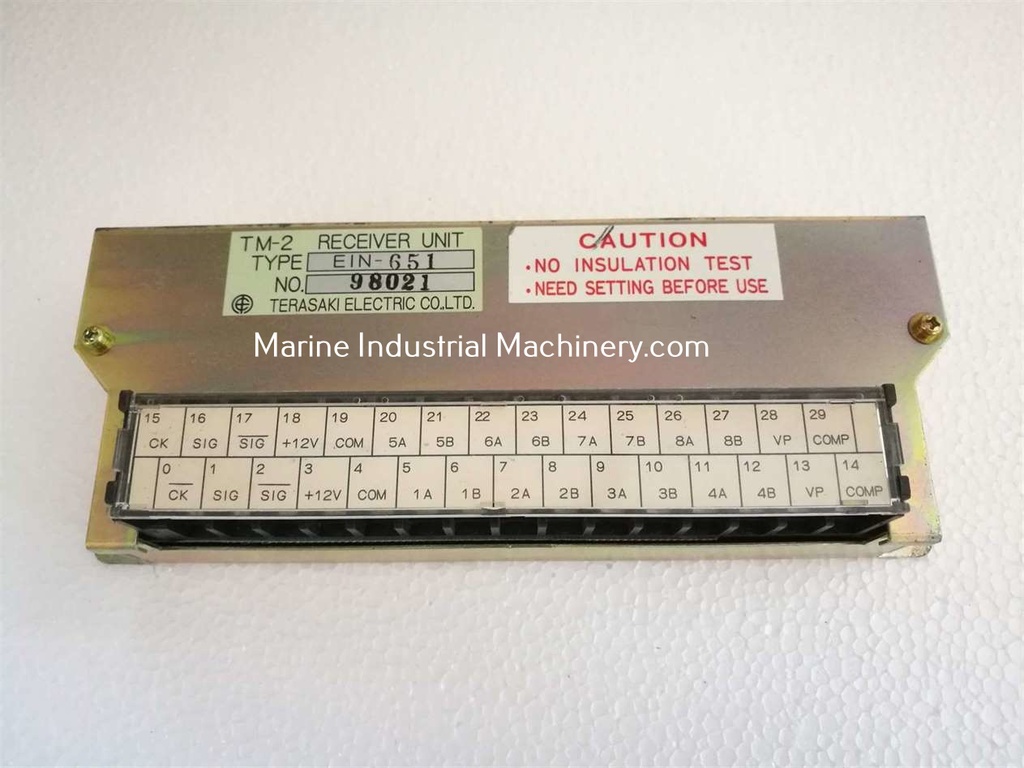 TM-2 RECEIVER UNIT
TYPE EIN-651
NO. 98021
TERASAKI ELECTRIC CO.,LTD.
CAUTION
·NO INSULATION TEST
·NEED SETTING BEFORE USE
Marine Industrial Machinery.com
15 16 17 18 19 20 21 22 23 24 25 26 27 28 29
CK SIG SIG +12V COM 5A 5B 6A 6B 7A 7B 8A 8B VP COMP
0 1 2 3 4 5 6 7 8 9 10 11 12 13 14
CK SIG SIG +12V COM 1A 1B 2A 2B 3A 3B 4A 4B VP COMP